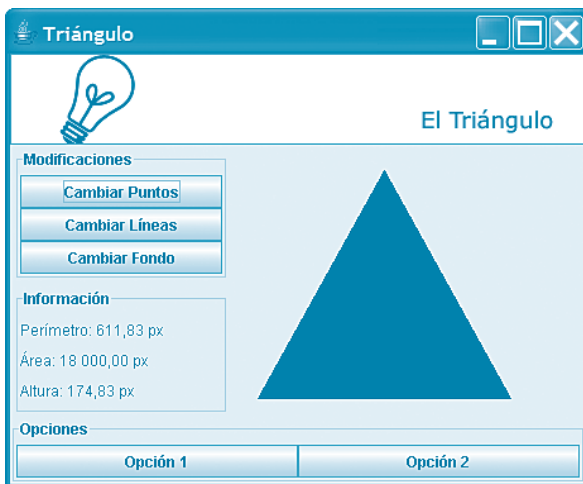 Triángulo
El Triángulo
Modificaciones
Cambiar Puntos
Cambiar Líneas
Cambiar Fondo
Información
Perímetro: 611,83 px
Área: 18 000,00 px
Altura: 174,83 px
Opciones
Opción 1
Opción 2